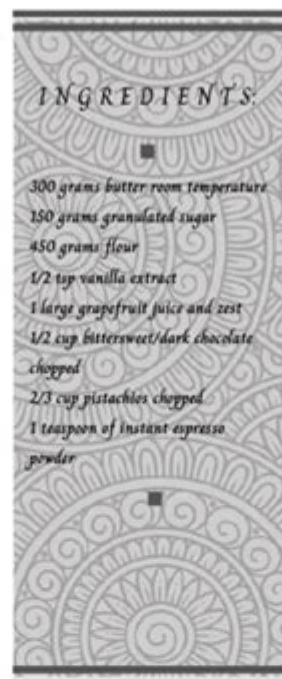 INGREDIENTS:
300 grams butter room temperature
150 grams granulated sugar
450 grams flour
1/2 tsp vanilla extract
1 large grapefruit juice and zest
1/2 cup bittersweet/dark chocolate
chopped
2/3 cup pistachios chopped
1 teaspoon of instant espresso
powder